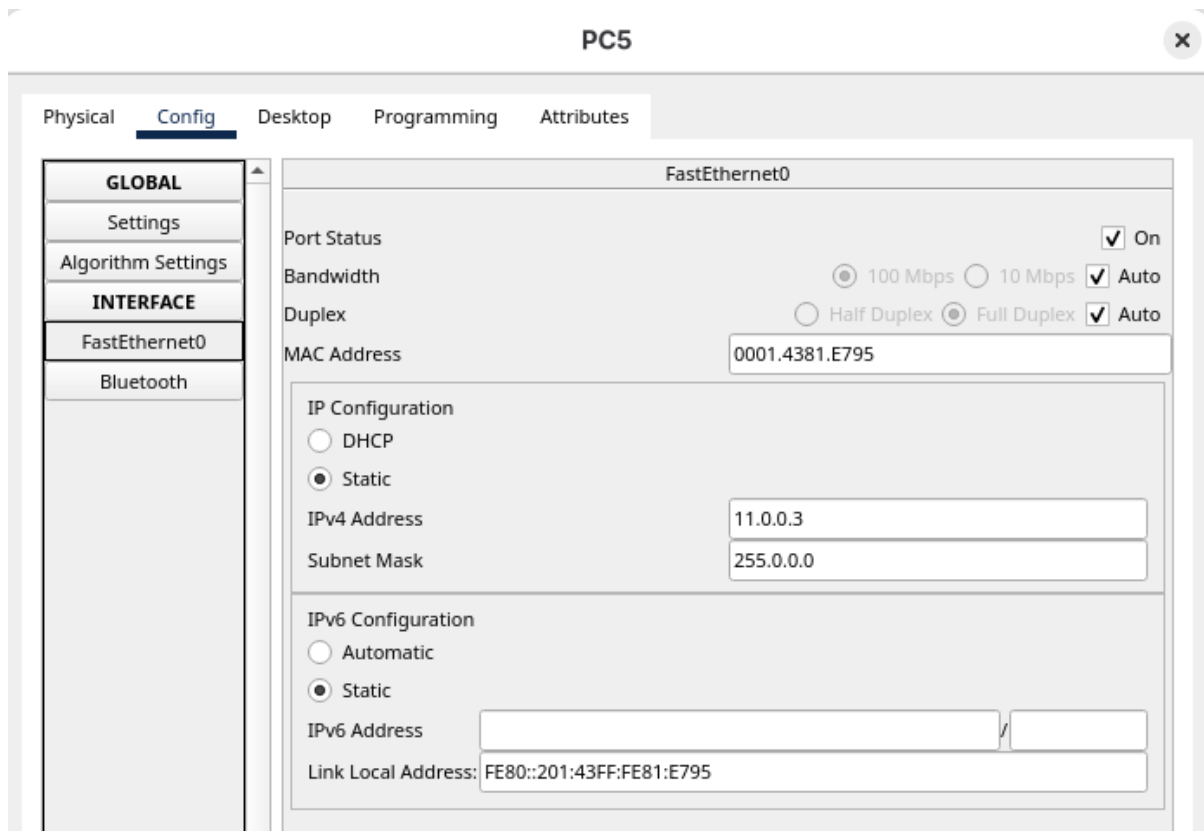 PC5
Physical Config Desktop Programming Attributes
GLOBAL
Settings
Algorithm Settings
INTERFACE
FastEthernet0
Bluetooth
FastEthernet0
Port Status On
Bandwidth 100 Mbps 10 Mbps Auto
Duplex Half Duplex Full Duplex Auto
MAC Address 0001.4381.E795
IP Configuration
DHCP
Static
IPv4 Address 11.0.0.3
Subnet Mask 255.0.0.0
IPv6 Configuration
Automatic
Static
IPv6 Address /
Link Local Address: FE80::201:43FF:FE81:E795